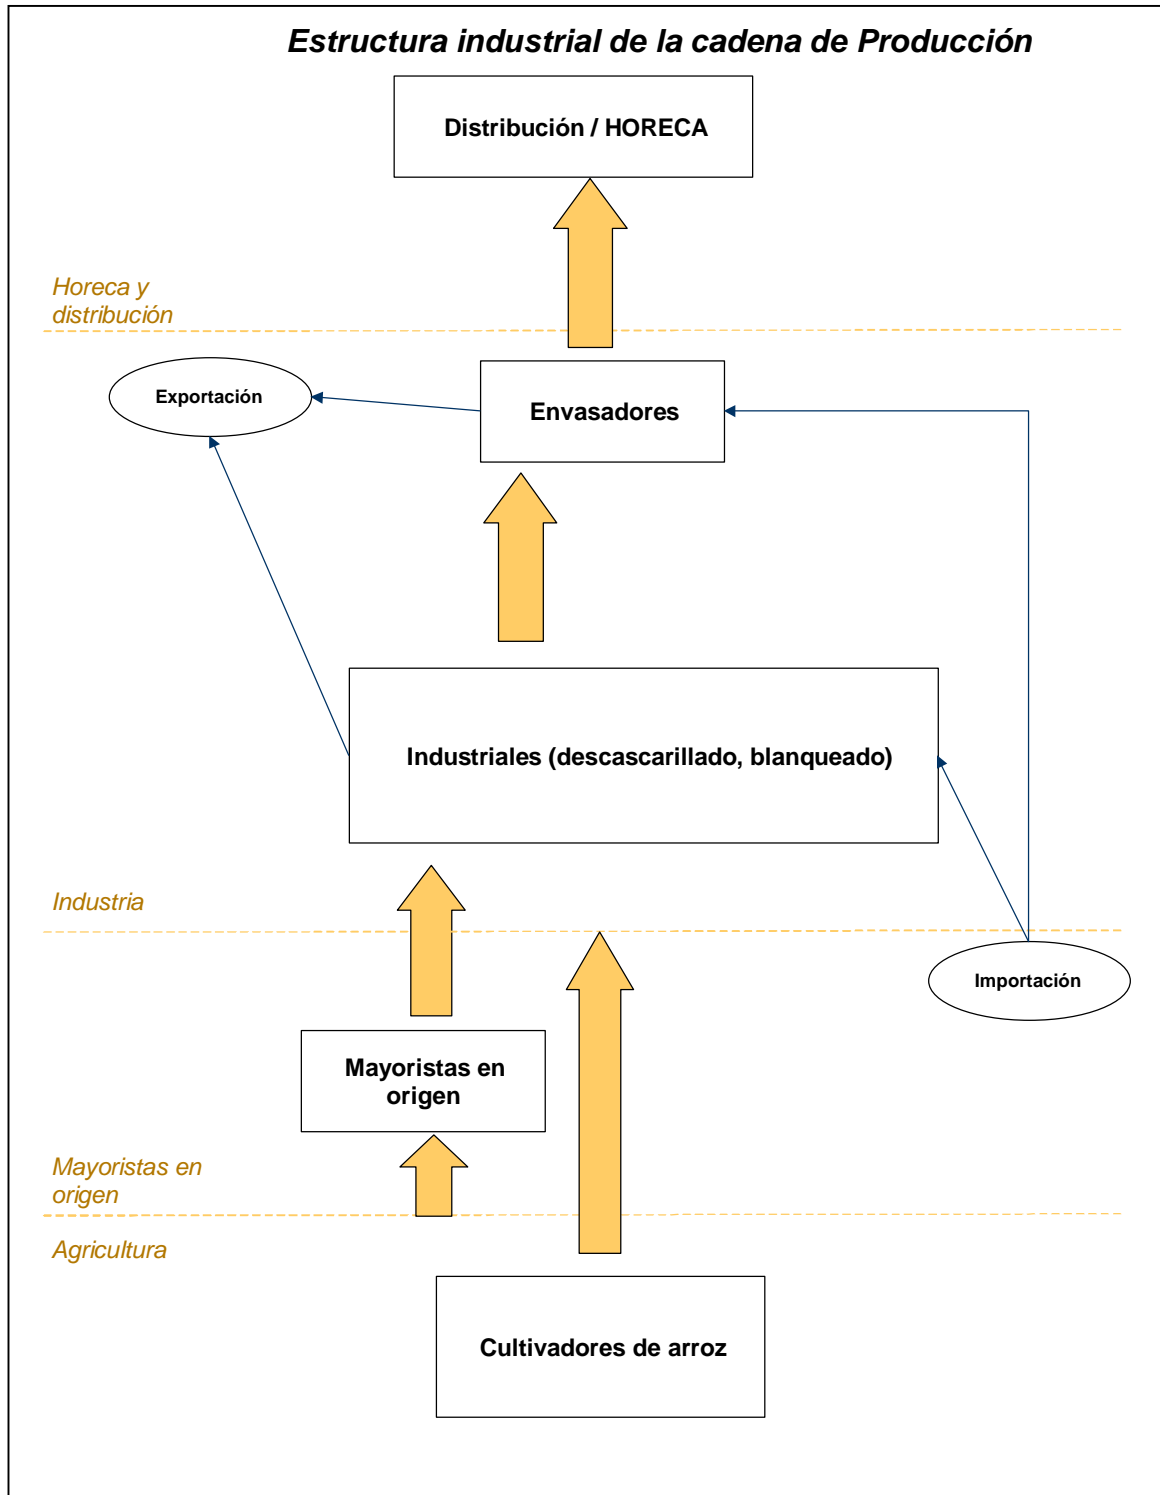 Estructura industrial de la cadena de Producción
Distribución / HORECA
Horeca y
distribución
Exportación
Envasadores
Industriales (descascarillado, blanqueado)
Industria
Importación
Mayoristas en
origen
Mayoristas en
origen
Agricultura
Cultivadores de arroz